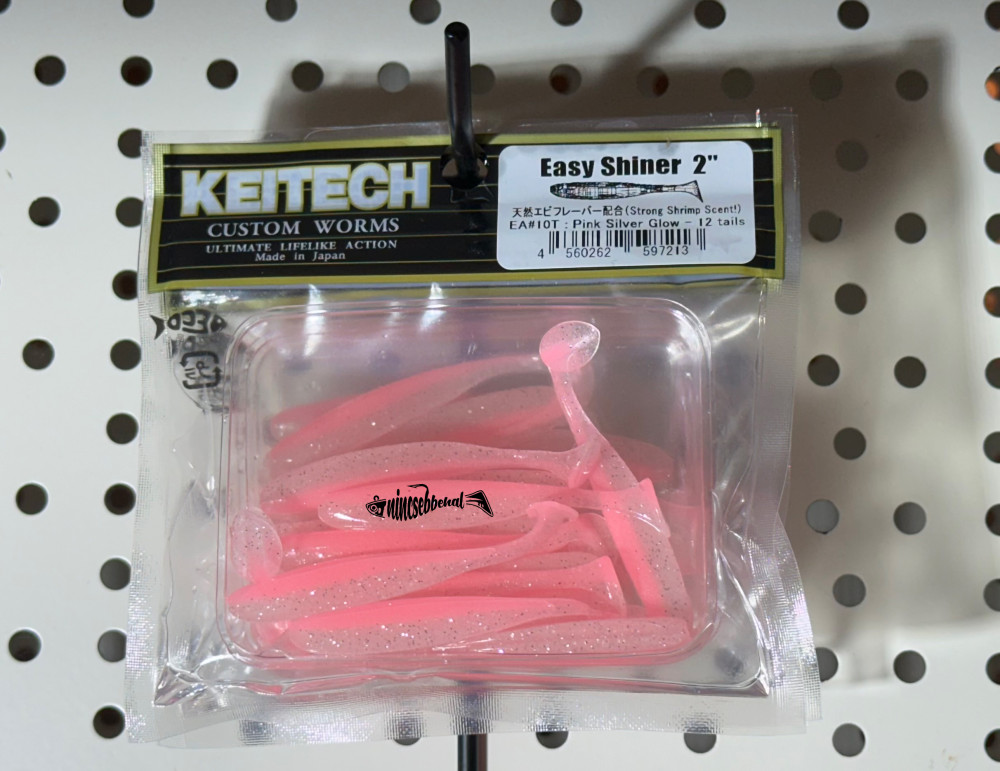 KEITECH
CUSTOM WORMS
ULTIMATE LIFELIKE ACTION
Made in Japan
Easy Shiner 2"
天然エビフレーバー配合(Strong Shrimp Scent!)
EA#10T : Pink Silver Glow - 12 tails
4 560262 597213
nincsebbenal